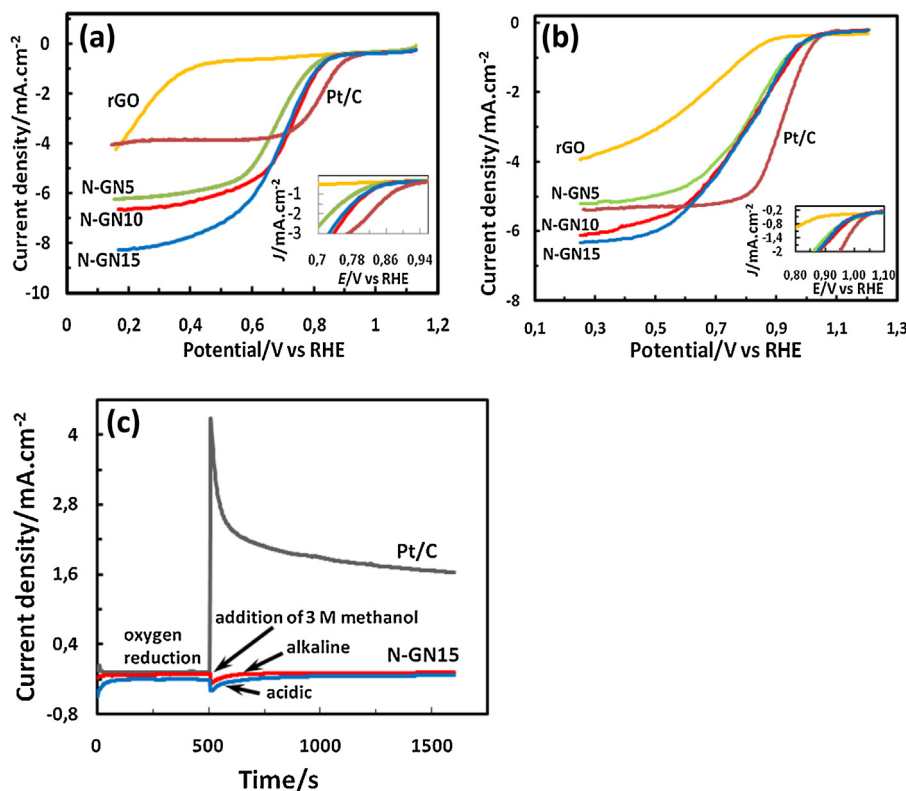 (a)
Current density/mA.cm-2
0
-2
-4
-6
-8
-10
rGO
Pt/C
N-GN5
N-GN10
N-GN15
J/mA.cm-2
-1
-2
-3
0,7 0,78 0,86 0,94
E/V vs RHE
0 0,2 0,4 0,6 0,8 1 1,2
Potential/V vs RHE
(b)
Current density/mA.cm-2
0
-2
-4
-6
-8
rGO
Pt/C
N-GN5
N-GN10
N-GN15
J/mA.cm-2
-0,2
-0,8
-1,4
-2
0,80 0,90 1,00 1,10
E/V vs RHE
0,1 0,3 0,5 0,7 0,9 1,1 1,3
Potential/V vs RHE
(c)
Current density/mA.cm-2
4
2,8
1,6
0,4
-0,8
Pt/C
addition of 3 M methanol
oxygen
reduction
alkaline
N-GN15
acidic
0 500 1000 1500
Time/s